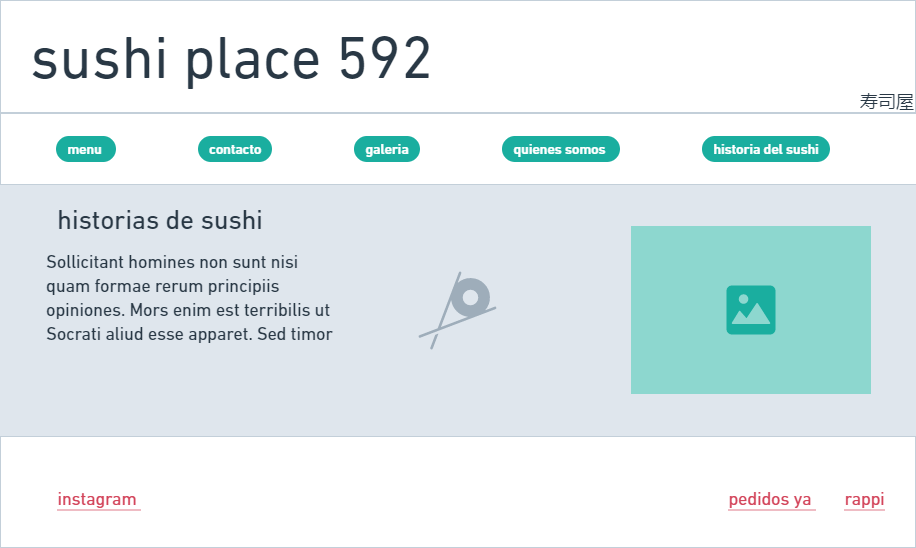 sushi place 592
寿司屋
menu
contacto
galeria
quienes somos
historia del sushi
historias de sushi
Sollicitant homines non sunt nisi
quam formae rerum principiis
opiniones. Mors enim est terribilis ut
Socrati aliud esse apparet. Sed timor
instagram
pedidos ya
rappi